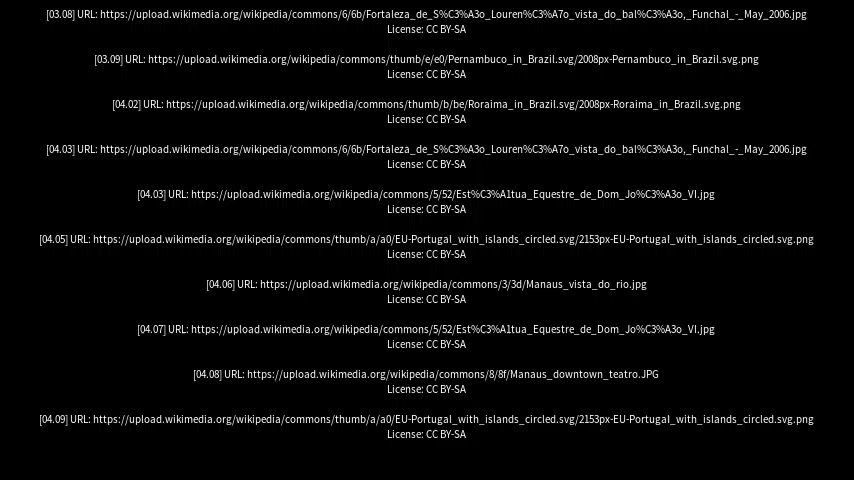 [03.08] URL: https://upload.wikimedia.org/wikipedia/commons/6/6b/Fortaleza_de_S%C3%A3o_Louren%C3%A7o_vista_do_bal%C3%A3o,_Funchal_-_May_2006.jpg
License: CC BY-SA
[03.09] URL: https://upload.wikimedia.org/wikipedia/commons/thumb/e/e0/Pernambuco_in_Brazil.svg/2008px-Pernambuco_in_Brazil.svg.png
License: CC BY-SA
[04.02] URL: https://upload.wikimedia.org/wikipedia/commons/thumb/b/be/Roraima_in_Brazil.svg/2008px-Roraima_in_Brazil.svg.png
License: CC BY-SA
[04.03] URL: https://upload.wikimedia.org/wikipedia/commons/6/6b/Fortaleza_de_S%C3%A3o_Louren%C3%A7o_vista_do_bal%C3%A3o,_Funchal_-_May_2006.jpg
License: CC BY-SA
[04.03] URL: https://upload.wikimedia.org/wikipedia/commons/5/52/Est%C3%A1tua_Equestre_de_Dom_Jo%C3%A3o_VI.jpg
License: CC BY-SA
[04.05] URL: https://upload.wikimedia.org/wikipedia/commons/thumb/a/a0/EU-Portugal_with_islands_circled.svg/2153px-EU-Portugal_with_islands_circled.svg.png
License: CC BY-SA
[04.06] URL: https://upload.wikimedia.org/wikipedia/commons/3/3d/Manaus_vista_do_rio.jpg
License: CC BY-SA
[04.07] URL: https://upload.wikimedia.org/wikipedia/commons/5/52/Est%C3%A1tua_Equestre_de_Dom_Jo%C3%A3o_VI.jpg
License: CC BY-SA
[04.08] URL: https://upload.wikimedia.org/wikipedia/commons/8/8f/Manaus_downtown_teatro.JPG
License: CC BY-SA
[04.09] URL: https://upload.wikimedia.org/wikipedia/commons/thumb/a/a0/EU-Portugal_with_islands_circled.svg/2153px-EU-Portugal_with_islands_circled.svg.png
License: CC BY-SA